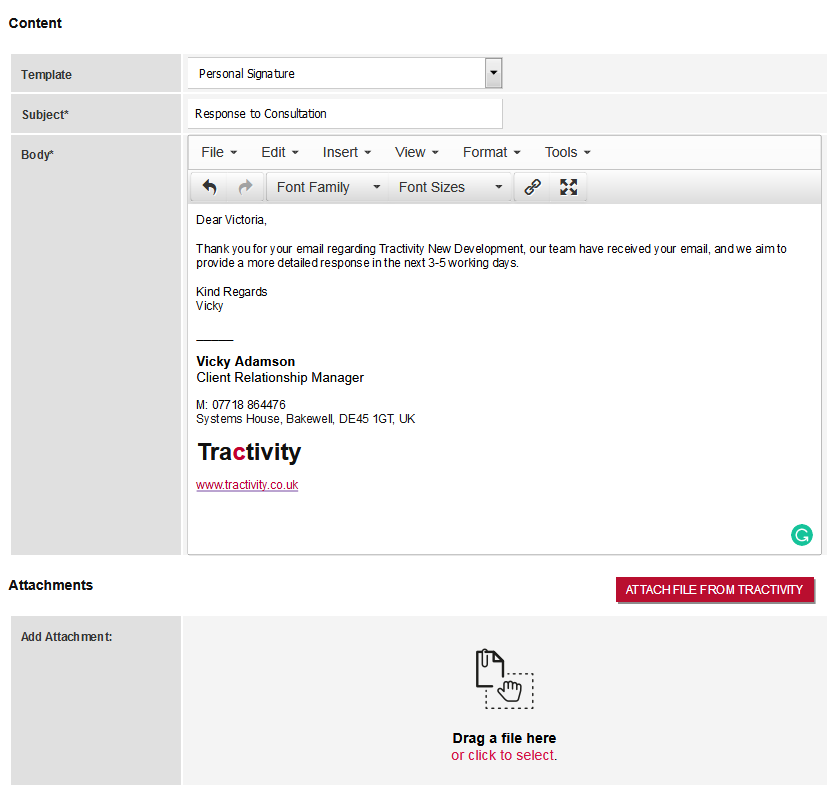 Content
Template
Personal Signature
Subject*
Response to Consultation
Body*
File Edit Insert View Format Tools
Font Family Font Sizes
Dear Victoria,
Thank you for your email regarding Tractivity New Development, our team have received your email, and we aim to
provide a more detailed response in the next 3-5 working days.
Kind Regards
Vicky
______
Vicky Adamson
Client Relationship Manager
M: 07718 864476
Systems House, Bakewell, DE45 1GT, UK
Tractivity
www.tractivity.co.uk
Attachments
ATTACH FILE FROM TRACTIVITY
Add Attachment:
Drag a file here
or click to select.